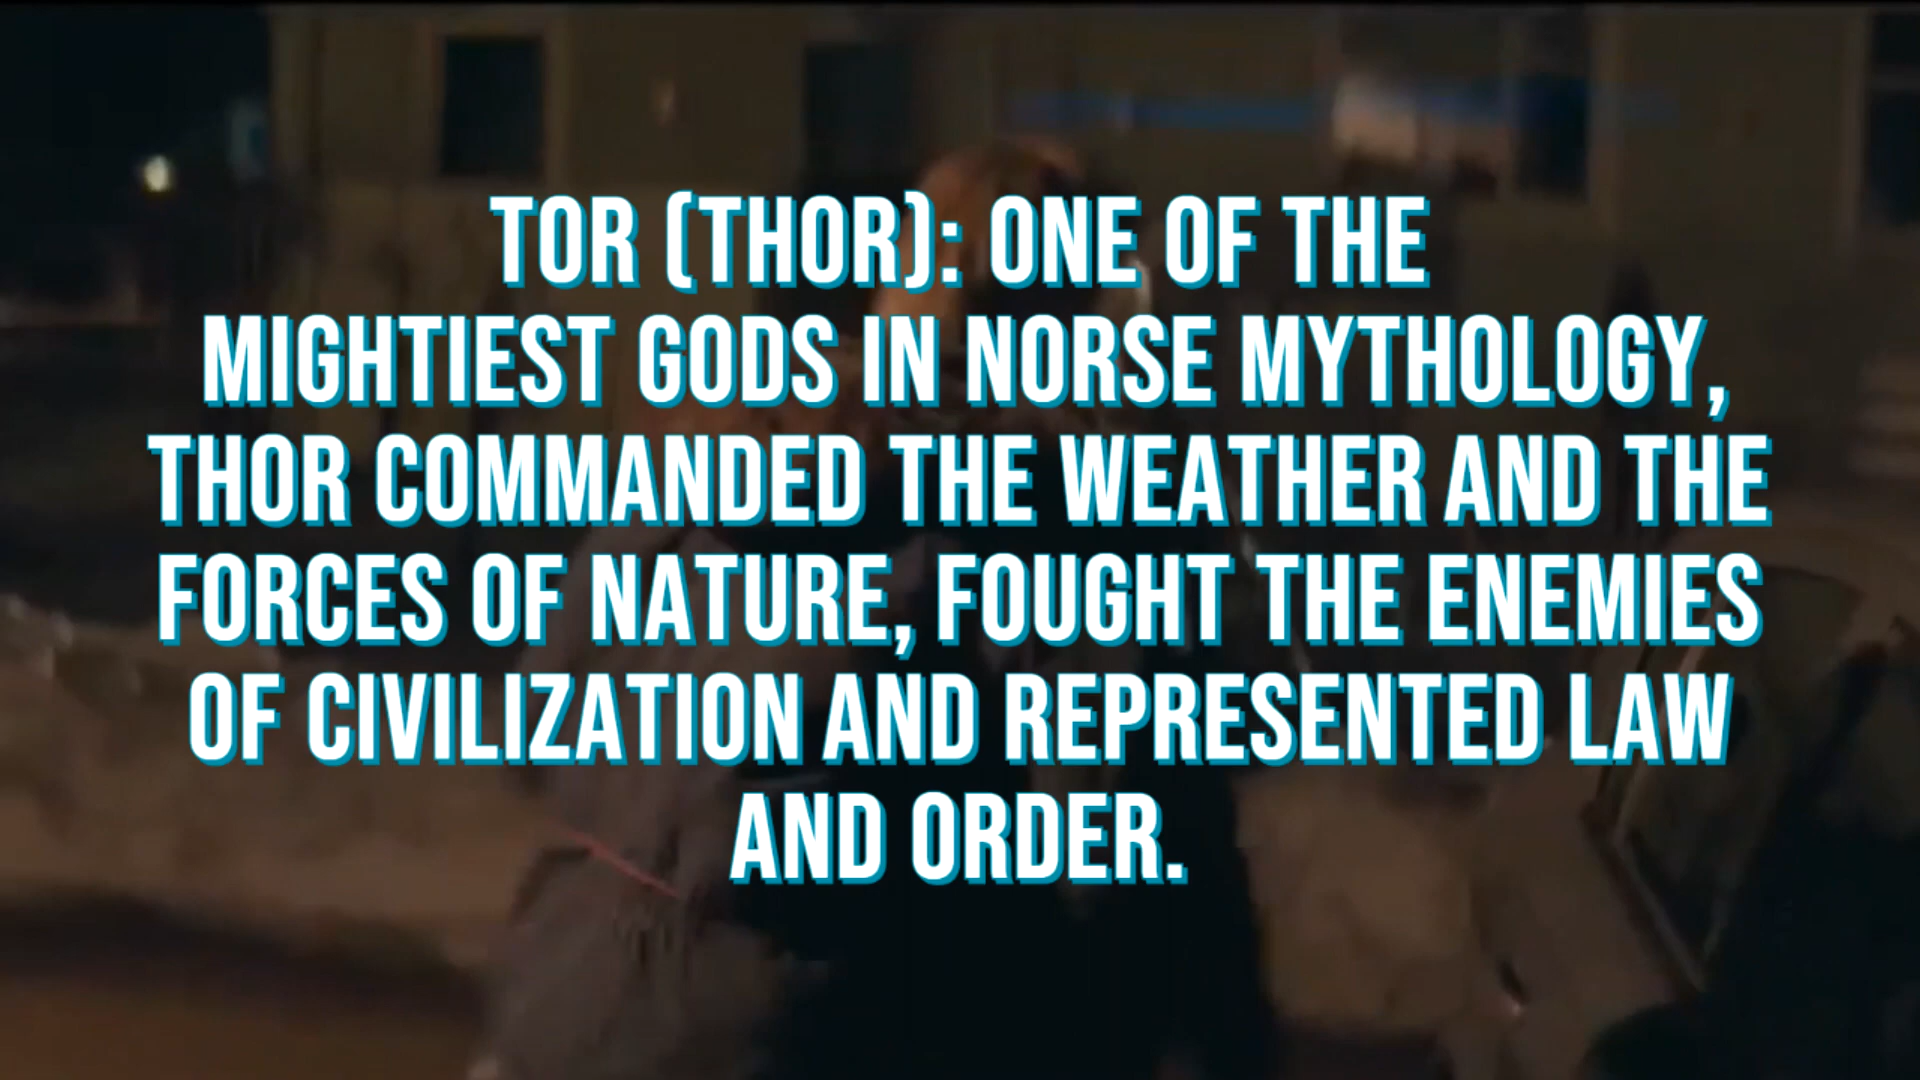 TOR (THOR): ONE OF THE
MIGHTIEST GODS IN NORSE MYTHOLOGY,
THOR COMMANDED THE WEATHER AND THE
FORCES OF NATURE, FOUGHT THE ENEMIES
OF CIVILIZATION AND REPRESENTED LAW
AND ORDER.